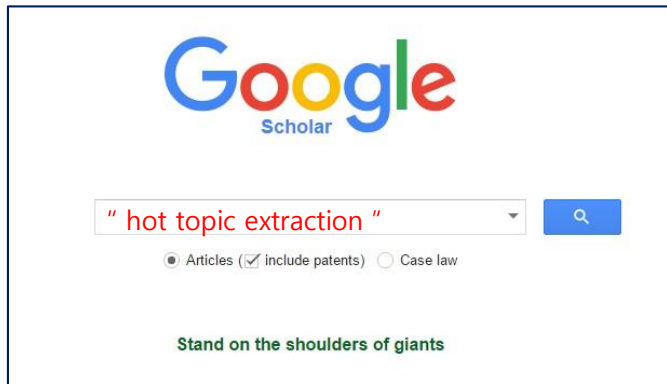 Google
Scholar
“ hot topic extraction “
Articles (include patents) Case law
Stand on the shoulders of giants